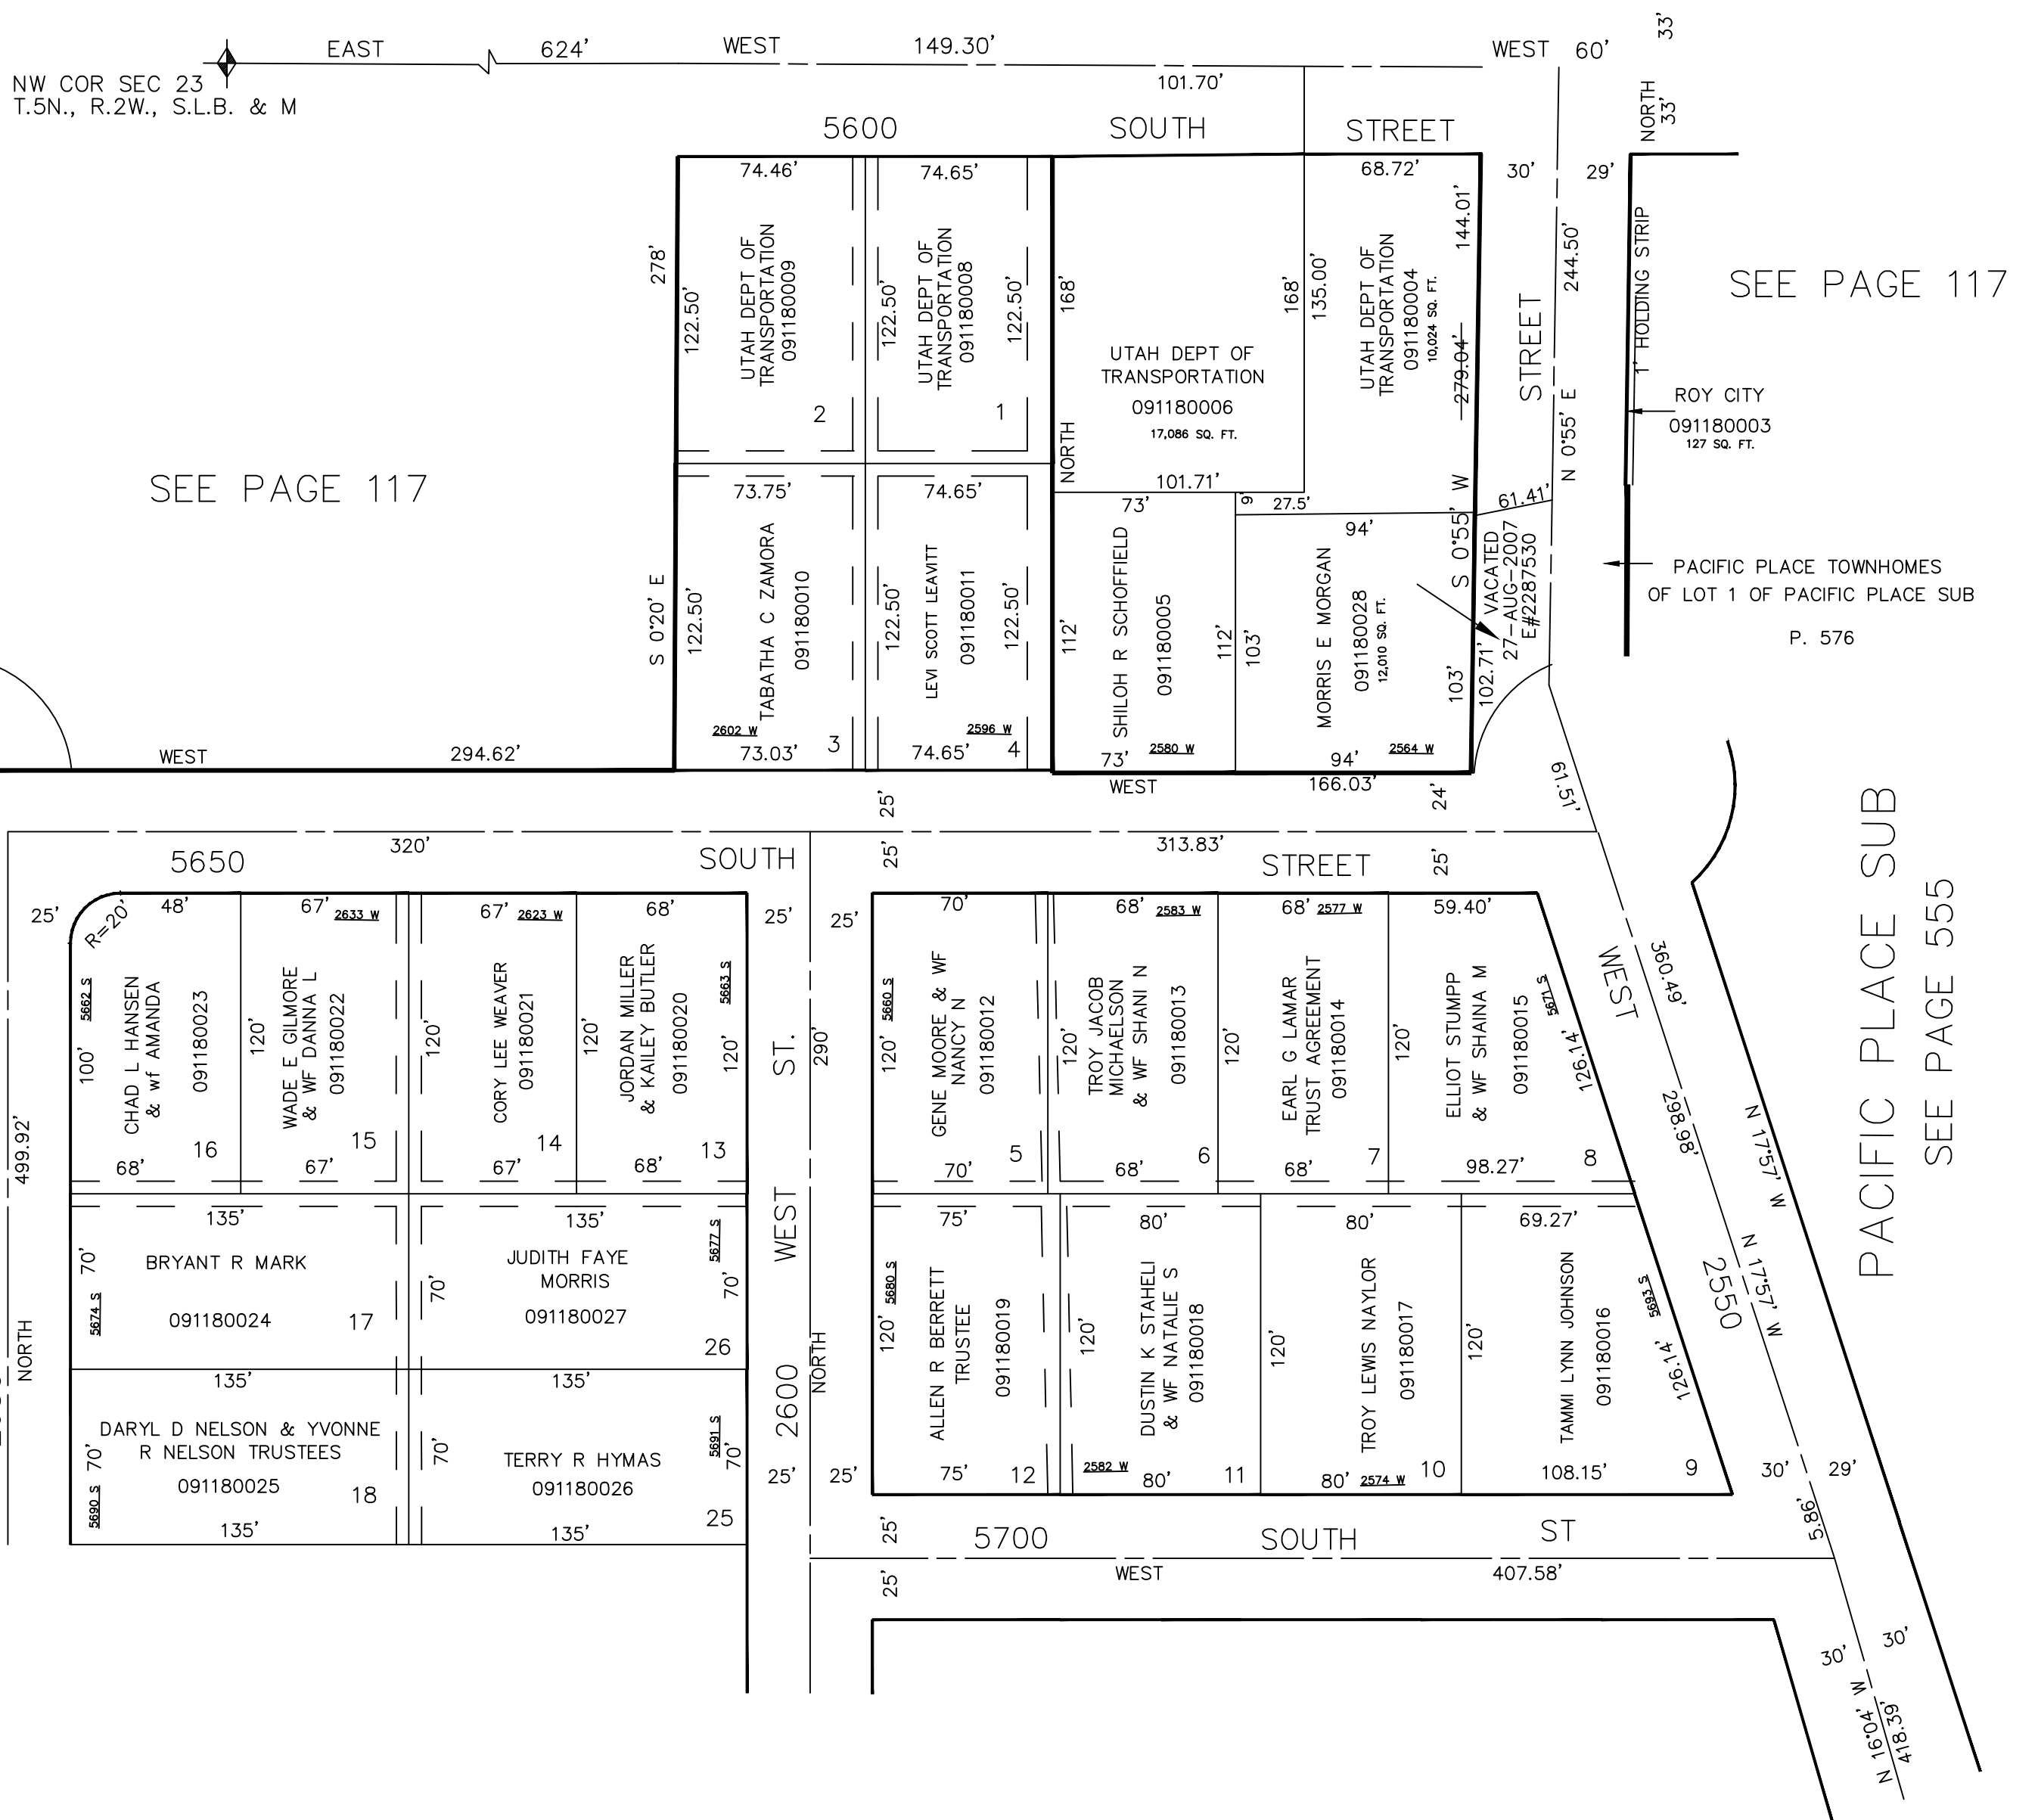 EAST
624'
WEST
149.30'
WEST 60'
33'
NW COR SEC 23
T.5N., R.2W., S.L.B. & M
101.70'
NORTH
33'
5600 SOUTH STREET
74.46'
74.65'
68.72'
30'
29'
278'
122.50'
UTAH DEPT OF
TRANSPORTATION
091180009
2
122.50'
UTAH DEPT OF
TRANSPORTATION
091180008
122.50'
1
168'
NORTH
UTAH DEPT OF
TRANSPORTATION
091180006
17,086 SQ. FT.
101.71'
168'
135.00'
UTAH DEPT OF
TRANSPORTATION
091180004
10,024 SQ. FT.
144.01'
279.04'
S 0°55' W
STREET
244.50'
N 0°55' E
1' HOLDING STRIP
SEE PAGE 117
ROY CITY
091180003
127 SQ. FT.
SEE PAGE 117
S 0°20' E
73.75'
122.50'
TABATHA C ZAMORA
091180010
2602 W
73.03'
3
74.65'
122.50'
LEVI SCOTT LEAVITT
091180011
122.50'
2596 W
74.65'
4
73'
112'
SHILOH R SCHOFFIELD
091180005
112'
73'
2580 W
9'
27.5'
94'
103'
MORRIS E MORGAN
091180028
12,010 SQ. FT.
103'
94'
2564 W
61.41'
102.71'
VACATED
27-AUG-2007
E#2287530
PACIFIC PLACE TOWNHOMES
OF LOT 1 OF PACIFIC PLACE SUB
P. 576
WEST
294.62'
WEST
166.03'
25'
24'
61.51'
320'
313.83'
5650 SOUTH STREET
25'
25'
25'
R=20'
48'
67'
2633 W
67'
2623 W
68'
25'
25'
70'
68'
2583 W
68'
2577 W
59.40'
5662 S
100'
CHAD L HANSEN
& wf AMANDA
091180023
16
68'
120'
WADE E GILMORE
& WF DANNA L
091180022
15
67'
120'
CORY LEE WEAVER
091180021
14
67'
120'
JORDAN MILLER
& KAILEY BUTLER
091180020
13
68'
5663 S
120'
ST.
290'
5660 S
120'
GENE MOORE & WF
NANCY N
091180012
5
70'
120'
TROY JACOB
MICHAELSON
& WF SHANI N
091180013
6
68'
120'
EARL G LAMAR
TRUST AGREEMENT
091180014
7
68'
120'
ELLIOT STUMPP
& WF SHAINA M
091180015
8
98.27'
5671 S
126.14'
WEST
649.03'
298.98'
N 17°57' W
N 17°57' W
2550
PACIFIC PLACE SUB
SEE PAGE 555
499.92'
NORTH
135'
70'
BRYANT R MARK
091180024
17
5674 S
135'
JUDITH FAYE
MORRIS
091180027
26
5677 S
70'
70'
135'
DARYL D NELSON & YVONNE
R NELSON TRUSTEES
091180025
18
70'
5690 S
135'
135'
TERRY R HYMAS
091180026
25
70'
5691 S
70'
135'
WEST
2600
NORTH
25'
25'
75'
5680 S
120'
ALLEN R BERRETT
TRUSTEE
091180019
75'
12
80'
120'
DUSTIN K STAHELI
& WF NATALIE S
091180018
2582 W
80'
11
80'
120'
TROY LEWIS NAYLOR
091180017
80'
2574 W
10
69.27'
120'
TAMMI LYNN JOHNSON
091180016
108.15'
9
5693 S
126.14'
30'
29'
5.86'
25'
5700 SOUTH ST
WEST
407.58'
25'
30'
30'
N 16°04' W
418.39'